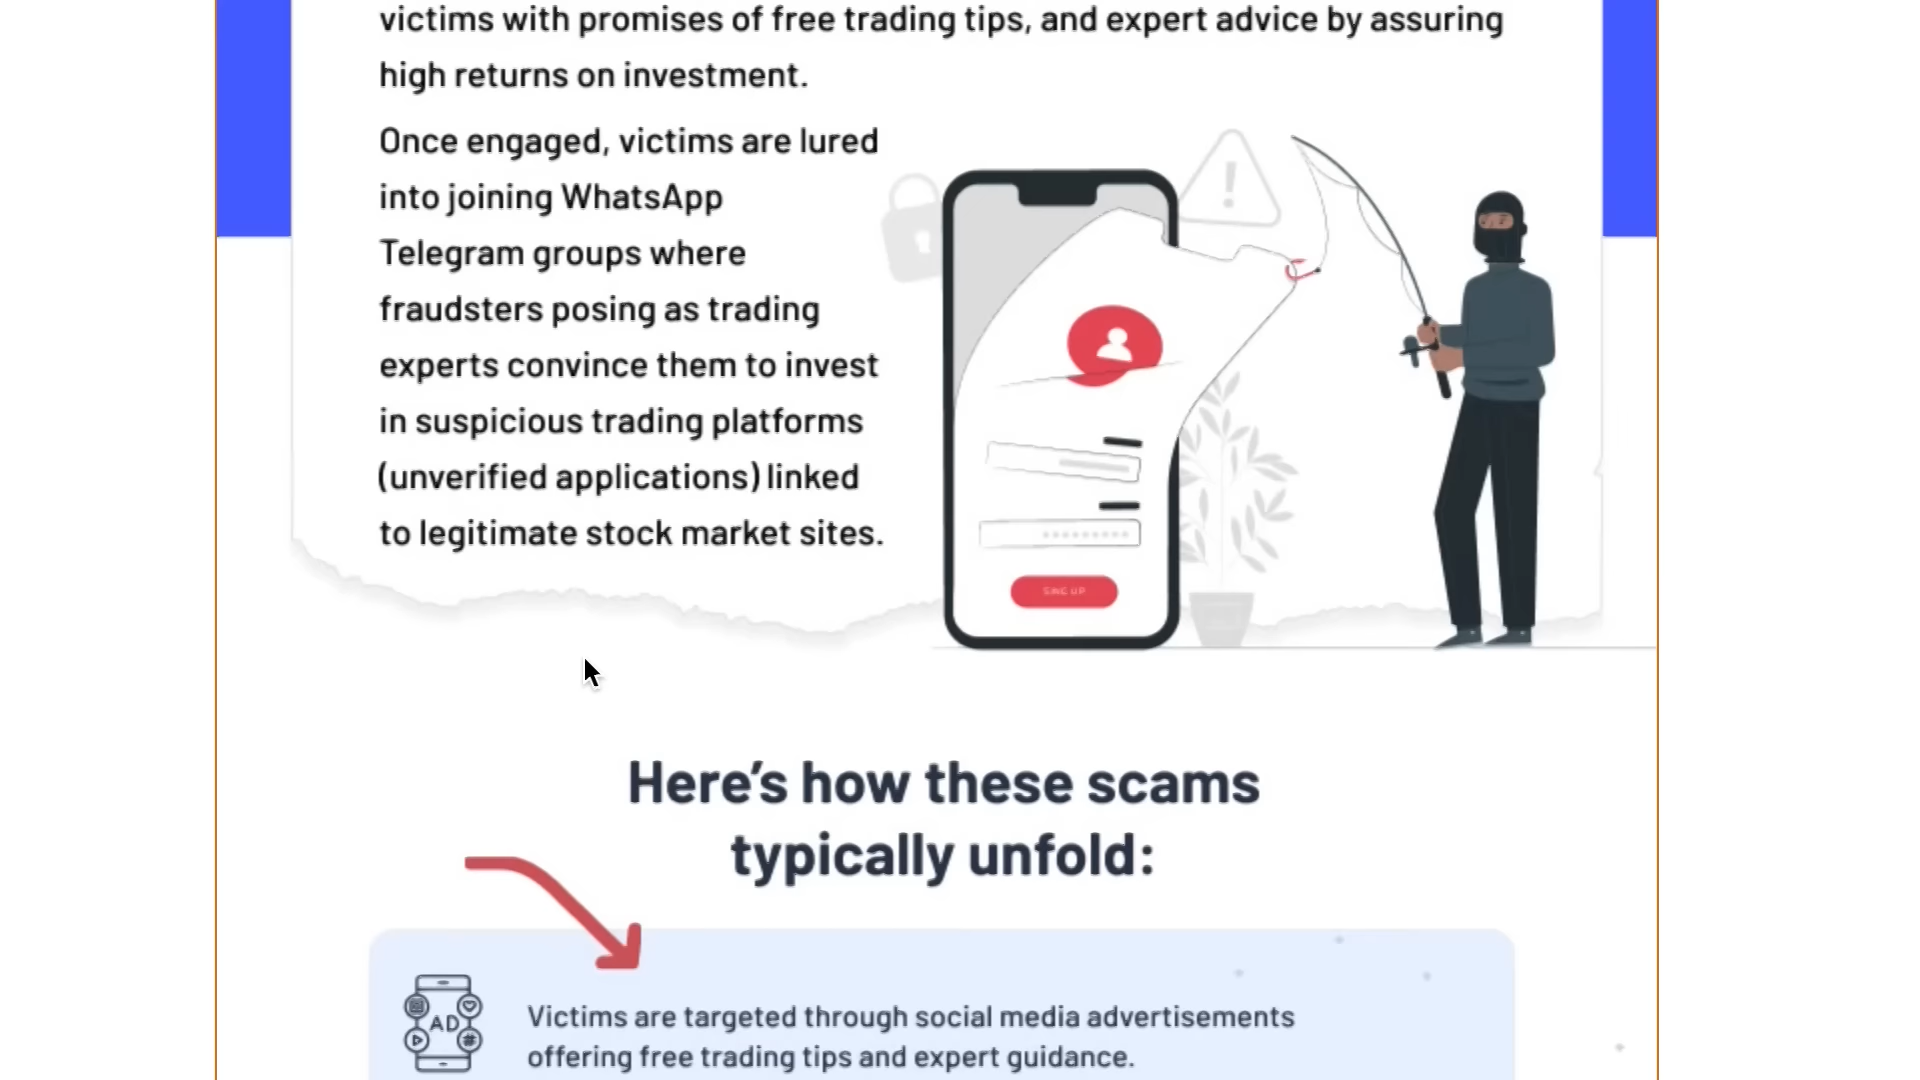 victims with promises of free trading tips, and expert advice by assuring
high returns on investment.
Once engaged, victims are lured
into joining WhatsApp
Telegram groups where
fraudsters posing as trading
experts convince them to invest
in suspicious trading platforms
(unverified applications) linked
to legitimate stock market sites.
SING UP
Here's how these scams
typically unfold:
AD
Victims are targeted through social media advertisements
offering free trading tips and expert guidance.